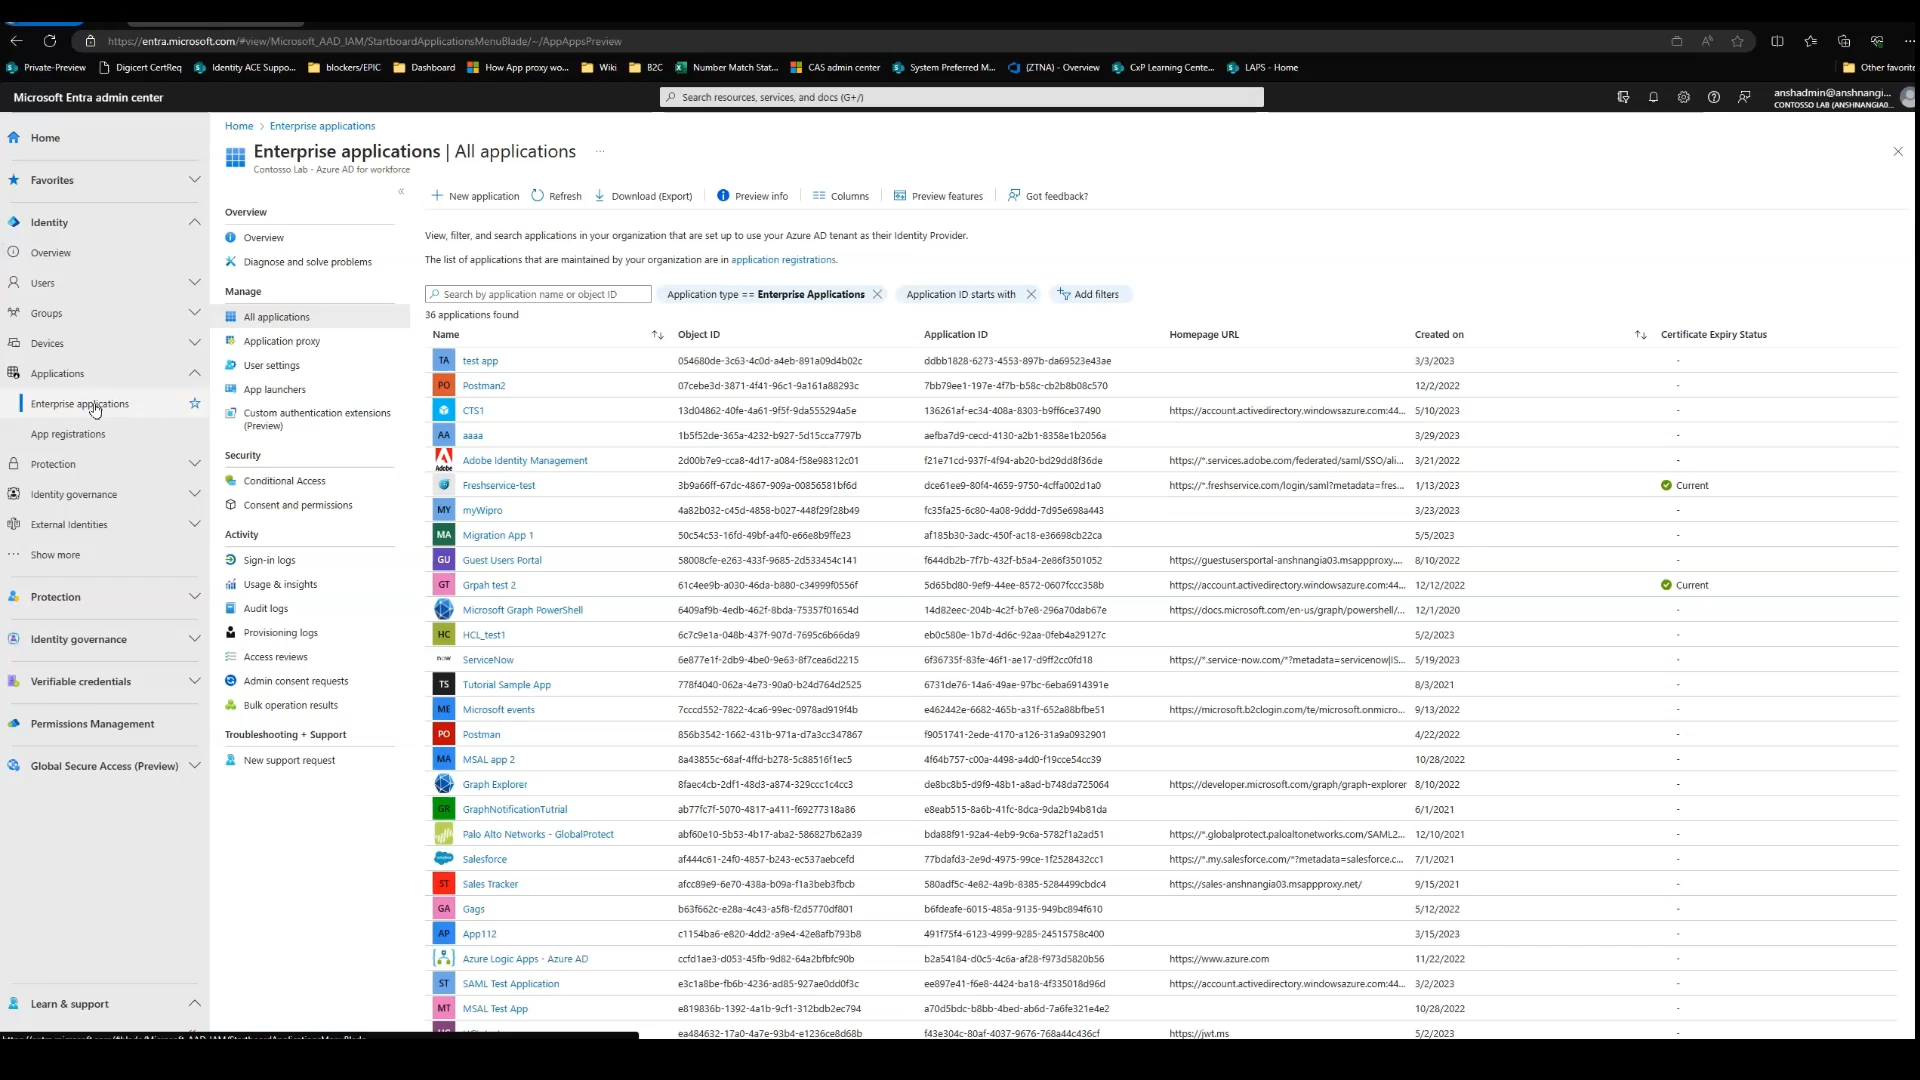 https://entra.microsoft.com/#view/Microsoft_AAD_IAM/StartboardApplicationsMenuBlade/~/AppAppsPreview
Private-Preview Digicert CertReq Identity ACE Suppo... blockers/EPIC Dashboard How App proxy wo... Wiki B2C Number Match Stat... CAS admin center System Preferred M... (ZTNA) - Overview CxP Learning Cente... LAPS - Home Other favorite
Microsoft Entra admin center
Search resources, services, and docs (G+/)
anshadmin@anshnangi...
CONTOSSO LAB (ANSHNANGIA0...
Home
Favorites
Identity
Overview
Users
Groups
Devices
Applications
Enterprise applications
App registrations
Protection
Identity governance
External Identities
Show more
Protection
Identity governance
Verifiable credentials
Permissions Management
Global Secure Access (Preview)
Learn & support
Home > Enterprise applications
Enterprise applications | All applications ...
Contosso Lab - Azure AD for workforce
Overview
Overview
Diagnose and solve problems
Manage
All applications
Application proxy
User settings
App launchers
Custom authentication extensions
(Preview)
Security
Conditional Access
Consent and permissions
Activity
Sign-in logs
Usage & insights
Audit logs
Provisioning logs
Access reviews
Admin consent requests
Bulk operation results
Troubleshooting + Support
New support request
New application Refresh Download (Export) Preview info Columns Preview features Got feedback?
View, filter, and search applications in your organization that are set up to use your Azure AD tenant as their Identity Provider.
The list of applications that are maintained by your organization are in application registrations.
Search by application name or object ID Application type == Enterprise Applications Application ID starts with Add filters
36 applications found
Name Object ID Application ID Homepage URL Created on Certificate Expiry Status
TA test app 054680de-3c63-4c0d-a4eb-891a09d4b02c ddbb1828-6273-4553-897b-da69523e43ae 3/3/2023 -
PO Postman2 07cebe3d-3871-4f41-96c1-9a161a88293c 7bb79ee1-197e-4f7b-b58c-cb2b8b08c570 12/2/2022 -
CTS1 13d04862-40fe-4a61-9f5f-9da555294a5e 136261af-ec34-408a-8303-b9ff6ce37490 https://account.activedirectory.windowsazure.com:44... 5/10/2023 -
AA aaaa 1b5f52de-365a-4232-b927-5d15cca7797b aefba7d9-cecd-4130-a2b1-8358e1b2056a 3/29/2023 -
Adobe Adobe Identity Management 2d00b7e9-cca8-4d17-a084-f58e98312c01 f21e71cd-937f-4f94-ab20-bd29dd8f36de https://*.services.adobe.com/federated/saml/SSO/ali... 3/21/2022 -
Freshservice-test 3b9a66ff-67dc-4867-909a-00856581bf6d dce61ee9-80f4-4659-9750-4cffa002d1a0 https://*.freshservice.com/login/saml?metadata=fres... 1/13/2023 Current
MY myWipro 4a82b032-c45d-4858-b027-448f29f28b49 fc35fa25-6c80-4a08-9ddd-7d95e698a443 3/23/2023 -
MA Migration App 1 50c54c53-16fd-49bf-a4f0-e66e8b9ffe23 af185b30-3adc-450f-ac18-e36698cb22ca 5/5/2023 -
GU Guest Users Portal 58008cfe-e263-433f-9685-2d533454c141 f644db2b-7f7b-432f-b5a4-2e86f3501052 https://guestusersportal-anshnangia03.msappproxy.... 8/10/2022 -
GT Grpah test 2 61c4ee9b-a030-46da-b880-c34999f0556f 5d65bd80-9ef9-44ee-8572-0607fccc358b https://account.activedirectory.windowsazure.com:44... 12/12/2022 Current
Microsoft Graph PowerShell 6409af9b-4edb-462f-8bda-75357f01654d 14d82eec-204b-4c2f-b7e8-296a70dab67e https://docs.microsoft.com/en-us/graph/powershell/... 12/1/2020 -
HC HCL_test1 6c7c9e1a-048b-437f-907d-7695c6b66da9 eb0c580e-1b7d-4d6c-92aa-0feb4a29127c 5/2/2023 -
now ServiceNow 6e877e1f-2db9-4be0-9e63-8f7cea6d2215 6f36735f-83fe-46f1-ae17-d9ff2cc0fd18 https://*.service-now.com/*?metadata=servicenow|IS... 5/19/2023 -
TS Tutorial Sample App 778f4040-062a-4e73-90a0-b24d764d2525 6731de76-14a6-49ae-97bc-6eba6914391e 8/3/2021 -
ME Microsoft events 7cccd552-7822-4ca6-99ec-0978ad919f4b e462442e-6682-465b-a31f-652a88bfbe51 https://microsoft.b2clogin.com/te/microsoft.onmicro... 9/13/2022 -
PO Postman 856b3542-1662-431b-971a-d7a3cc347867 f9051741-2ede-4170-a126-31a9a0932901 4/22/2022 -
MA MSAL app 2 8a43855c-68af-4ffd-b278-5c88516f1ec5 4f64b757-c00a-4498-a4d0-f19cce54cc39 10/28/2022 -
Graph Explorer 8faec4cb-2df1-48d3-a874-329ccc1c4cc3 de8bc8b5-d9f9-48b1-a8ad-b748da725064 https://developer.microsoft.com/graph/graph-explorer 8/10/2022 -
GR GraphNotificationTutrial ab77fc7f-5070-4817-a411-f69277318a86 e8eab515-8a6b-41fc-8dca-9da2b94b81da 6/1/2021 -
Palo Alto Networks - GlobalProtect abf60e10-5b53-4b17-aba2-586827b62a39 bda88f91-92a4-4eb9-9c6a-5782f1a2ad51 https://*.globalprotect.paloaltonetworks.com/SAML2... 12/10/2021 -
Salesforce af444c61-24f0-4857-b243-ec537aebcefd 77bdafd3-2e9d-4975-99ce-1f2528432cc1 https://*.my.salesforce.com/*?metadata=salesforce.c... 7/1/2021 -
ST Sales Tracker afcc89e9-6e70-438a-b09a-f1a3beb3fbcb 580adf5c-4e82-4a9b-8385-5284499cbdc4 https://sales-anshnangia03.msappproxy.net/ 9/15/2021 -
GA Gags b63f662c-e28a-4c43-a5f8-f2d5770df801 b6fdeafe-6015-485a-9135-949bc894f610 5/12/2022 -
AP App112 c1154ba6-e820-4dd2-a9e4-42e8afb793b8 491f75f4-6123-4999-9285-24515758c400 3/15/2023 -
Azure Logic Apps - Azure AD ccfd1ae3-d053-45fb-9d82-64a2bfbfc90b b2a54184-d0c5-4c6a-af28-f973d5820b56 https://www.azure.com 11/22/2022 -
ST SAML Test Application e3c1a8be-fb6b-4236-ad85-927ae0dd0f3c ee897e41-f6e8-4424-ba18-4f335018d96d https://account.activedirectory.windowsazure.com:44... 3/2/2023 -
MT MSAL Test App e819836b-1392-4a1b-9cf1-312bdb2ec794 a70d5bdc-b8bb-4bed-ab6d-7a6fe321e4e2 10/28/2022 -
ea484632-17a0-4a7e-93b4-e1236ce8d68b f43e304c-80af-4037-9676-768a44c436cf https://jwt.ms 5/2/2023 -